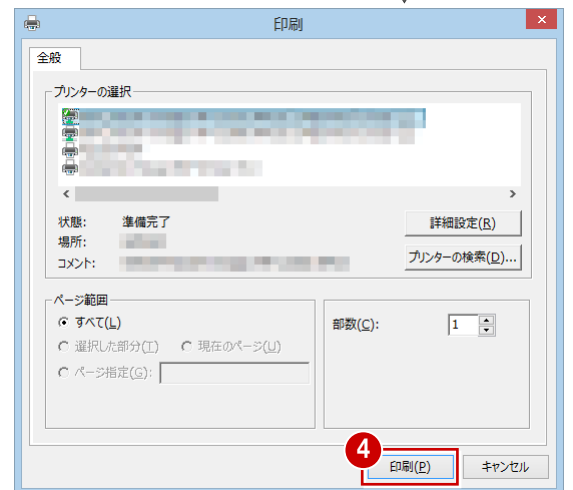 印刷
全般
プリンターの選択
状態: 準備完了 詳細設定(R)
場所:
コメント: プリンターの検索(D)...
ページ範囲
すべて(L) 部数(C): 1
選択した部分(T) 現在のページ(U)
ページ指定(G):
4
印刷(P) キャンセル